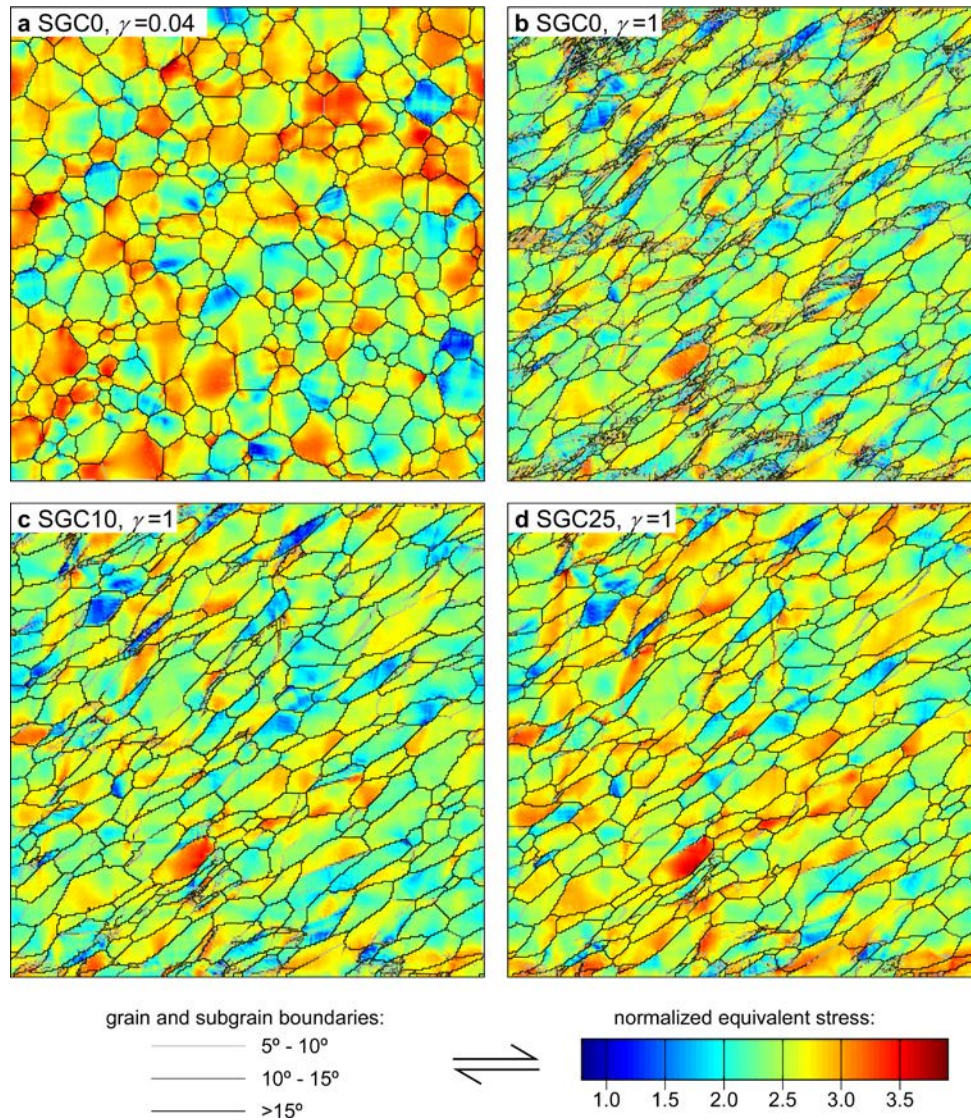 a SGC0, γ=0.04
b SGC0, γ=1
c SGC10, γ=1
d SGC25, γ=1
grain and subgrain boundaries:
5º - 10º
10º - 15º
>15º
normalized equivalent stress:
1.0 1.5 2.0 2.5 3.0 3.5